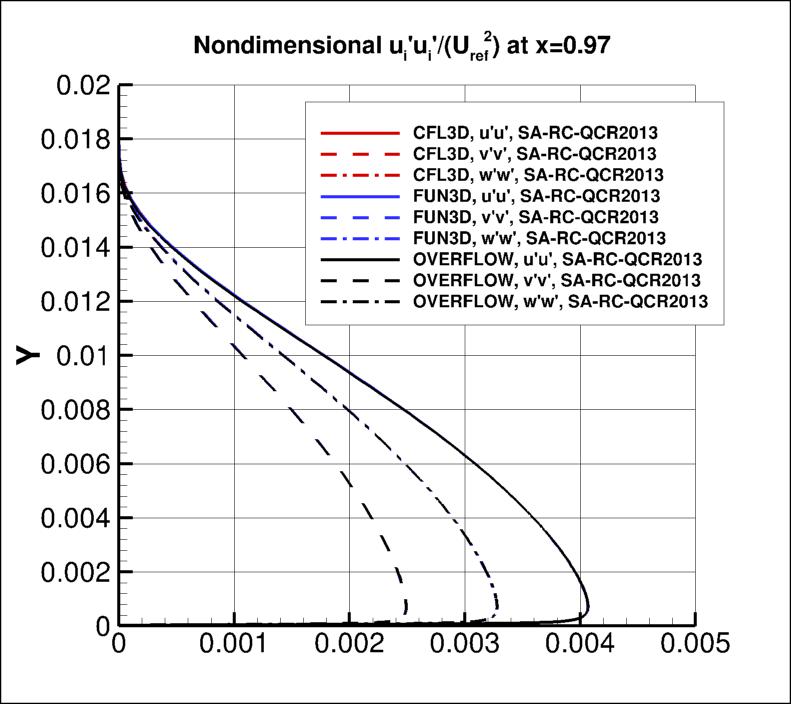 Nondimensional uᵢ'uᵢ'/(U_ref²) at x=0.97
0.02
CFL3D, u'u', SA-RC-QCR2013
0.018
CFL3D, v'v', SA-RC-QCR2013
CFL3D, w'w', SA-RC-QCR2013
0.016
FUN3D, u'u', SA-RC-QCR2013
FUN3D, v'v', SA-RC-QCR2013
FUN3D, w'w', SA-RC-QCR2013
0.014
OVERFLOW, u'u', SA-RC-QCR2013
OVERFLOW, v'v', SA-RC-QCR2013
OVERFLOW, w'w', SA-RC-QCR2013
0.012
Y
0.01
0.008
0.006
0.004
0.002
0
0 0.001 0.002 0.003 0.004 0.005